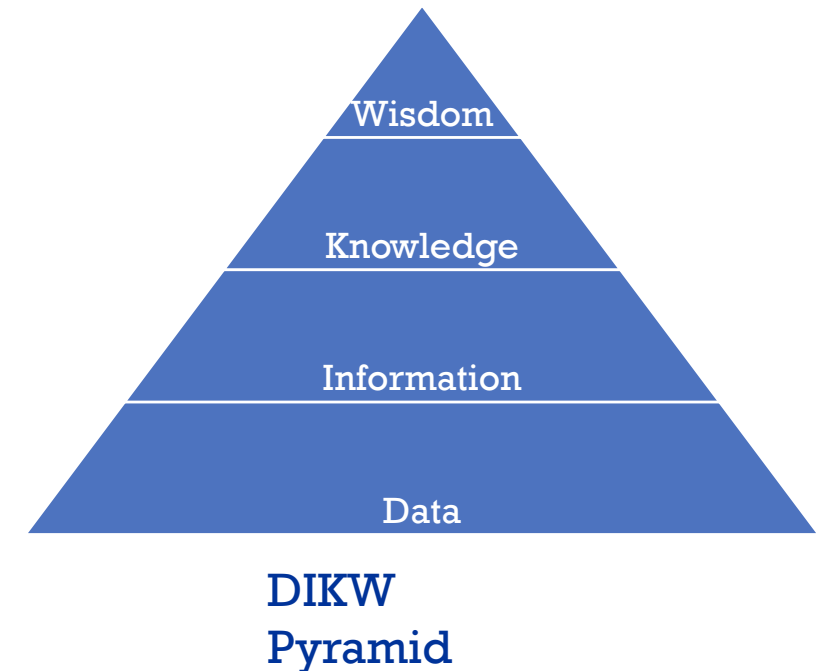 Wisdom
Knowledge
Information
Data
DIKW
Pyramid